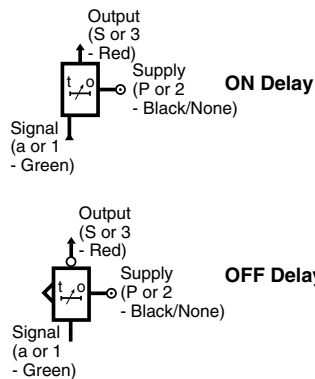 Output
(S or 3
- Red)
Supply
(P or 2
- Black/None)
ON Delay
t o
Signal
(a or 1
- Green)
Output
(S or 3
- Red)
Supply
(P or 2
- Black/None)
OFF Delay
t o
Signal
(a or 1
- Green)